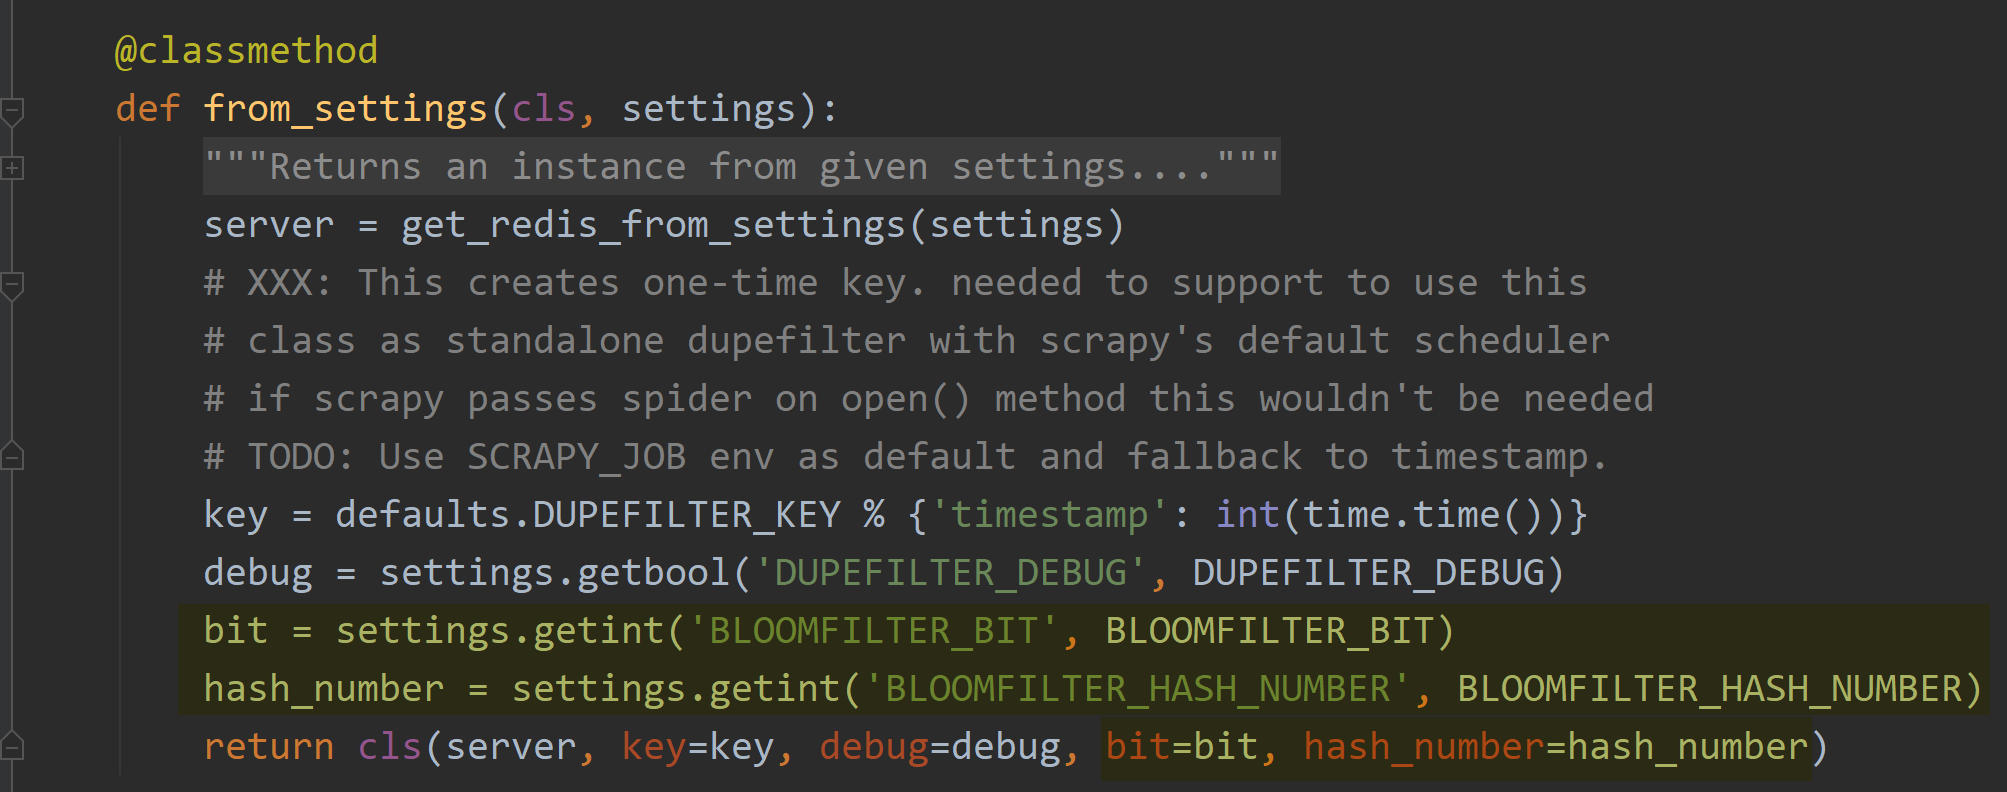 @classmethod
def from_settings(cls, settings):
"""Returns an instance from given settings...."""
server = get_redis_from_settings(settings)
# XXX: This creates one-time key. needed to support to use this
# class as standalone dupefilter with scrapy's default scheduler
# if scrapy passes spider on open() method this wouldn't be needed
# TODO: Use SCRAPY_JOB env as default and fallback to timestamp.
key = defaults.DUPEFILTER_KEY % {'timestamp': int(time.time())}
debug = settings.getbool('DUPEFILTER_DEBUG', DUPEFILTER_DEBUG)
bit = settings.getint('BLOOMFILTER_BIT', BLOOMFILTER_BIT)
hash_number = settings.getint('BLOOMFILTER_HASH_NUMBER', BLOOMFILTER_HASH_NUMBER)
return cls(server, key=key, debug=debug, bit=bit, hash_number=hash_number)